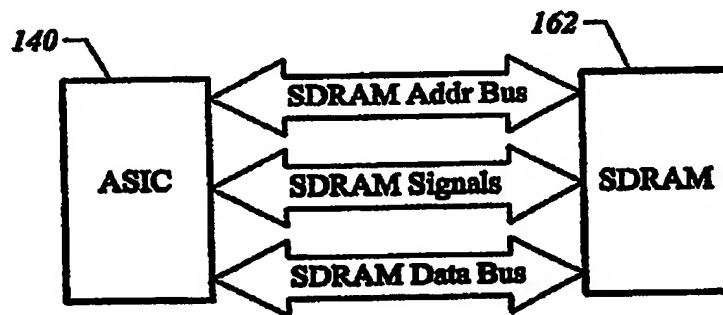 140
162
SDRAM Addr Bus
ASIC
SDRAM Signals
SDRAM
SDRAM Data Bus